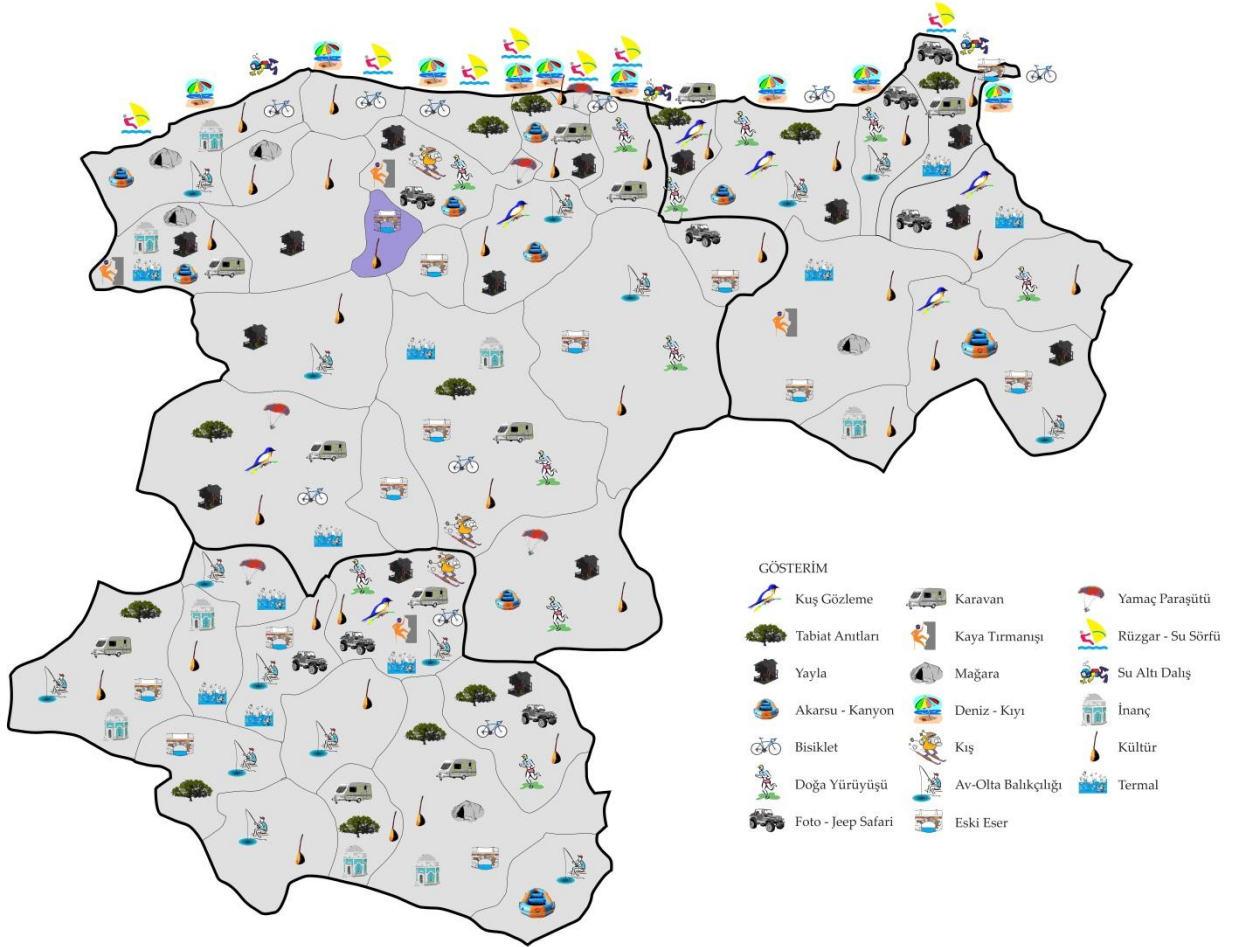 GÖSTERİM
Kuş Gözleme
Tabiat Anıtları
Yayla
Akarsu - Kanyon
Bisiklet
Doğa Yürüyüşü
Foto - Jeep Safari
Karavan
Kaya Tırmanışı
Mağara
Deniz - Kıyı
Kış
Av-Olta Balıkçılığı
Eski Eser
Yamaç Paraşütü
Rüzgar - Su Sörfü
Su Altı Dalış
İnanç
Kültür
Termal